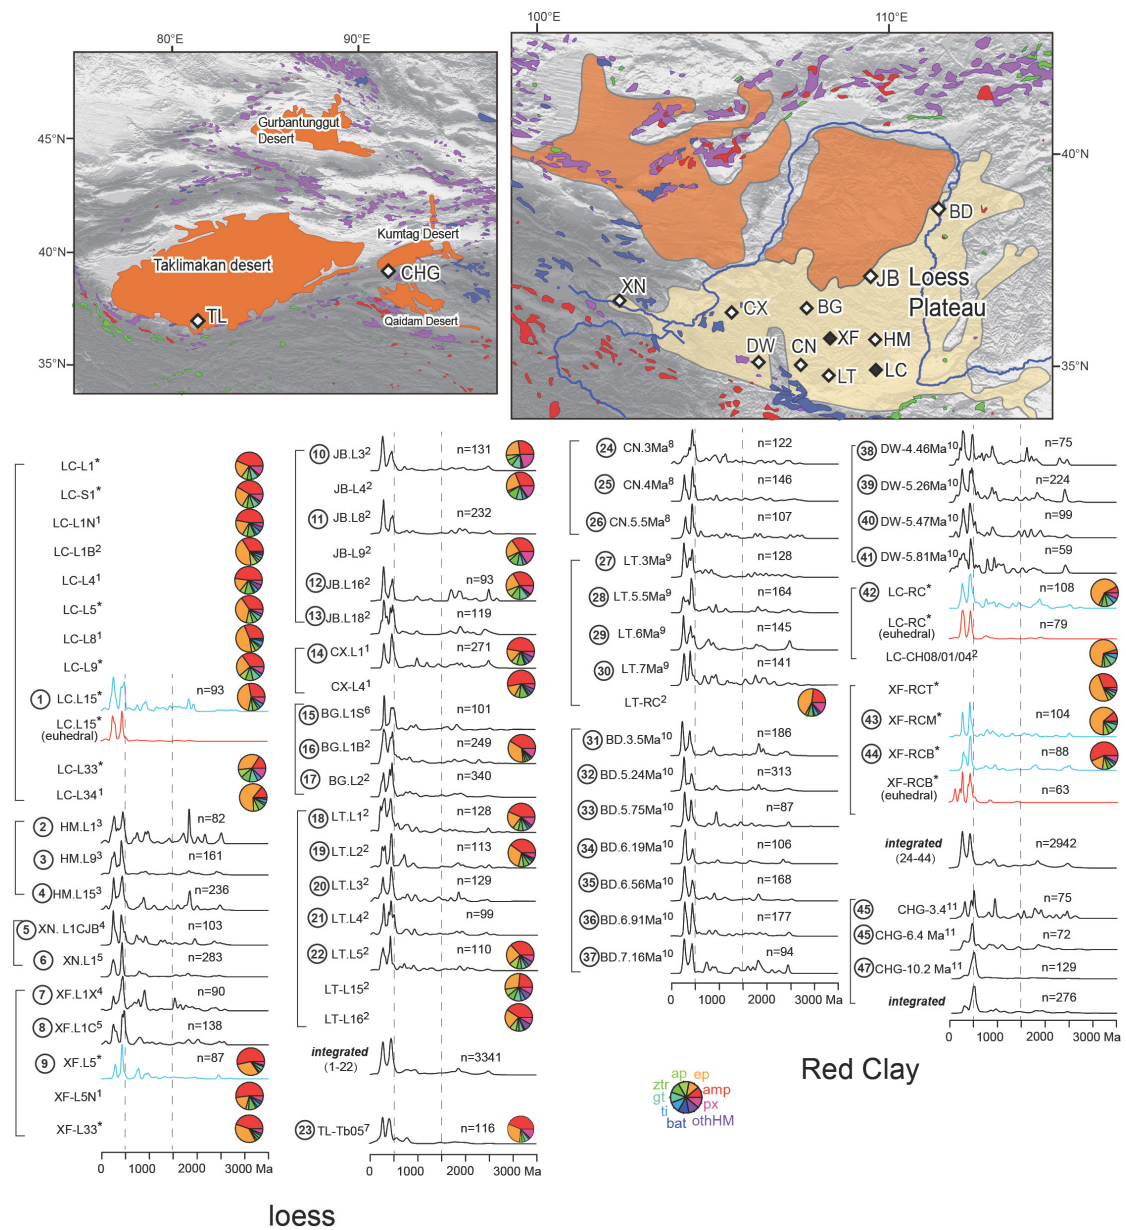 80°E
90°E
100°E
110°E
45°N
40°N
35°N
40°N
35°N
Gurbantunggut
Desert
Kumtag Desert
Taklimakan desert
CHG
TL
Qaidam Desert
BD
XN
JB
Loess
Plateau
CX
BG
XF
HM
DW
CN
LT
LC
LC-L1*
LC-S1*
LC-L1N1
LC-L1B2
LC-L41
LC-L5*
LC-L81
LC-L9*
1 LC.L15* n=93
LC.L15*
(euhedral)
LC-L33*
LC-L341
2 HM.L13 n=82
3 HM.L93 n=161
4 HM.L153 n=236
5 XN. L1CJB4 n=103
6 XN.L15 n=283
7 XF.L1X4 n=90
8 XF.L1C5 n=138
9 XF.L5* n=87
XF-L5N1
XF-L33*
0 1000 2000 3000 Ma
10 JB.L32 n=131
JB-L42
11 JB.L82 n=232
JB-L92
12 JB.L162 n=93
13 JB.L182 n=119
14 CX.L11 n=271
CX-L41
15 BG.L1S6 n=101
16 BG.L1B2 n=249
17 BG.L22 n=340
18 LT.L12 n=128
19 LT.L22 n=113
20 LT.L32 n=129
21 LT.L42 n=99
22 LT.L52 n=110
LT-L152
LT-L162
integrated
(1-22)
n=3341
23 TL-Tb057 n=116
0 1000 2000 3000 Ma
loess
24 CN.3Ma8 n=122
25 CN.4Ma8 n=146
26 CN.5.5Ma8 n=107
27 LT.3Ma9 n=128
28 LT.5.5Ma9 n=164
29 LT.6Ma9 n=145
30 LT.7Ma9 n=141
LT-RC2
31 BD.3.5Ma10 n=186
32 BD.5.24Ma10 n=313
33 BD.5.75Ma10 n=87
34 BD.6.19Ma10 n=106
35 BD.6.56Ma10 n=168
36 BD.6.91Ma10 n=177
37 BD.7.16Ma10 n=94
0 1000 2000 3000 Ma
38 DW-4.46Ma10 n=75
39 DW-5.26Ma10 n=224
40 DW-5.47Ma10 n=99
41 DW-5.81Ma10 n=59
42 LC-RC* n=108
LC-RC*
(euhedral)
n=79
LC-CH08/01/042
XF-RCT*
43 XF-RCM* n=104
44 XF-RCB* n=88
XF-RCB*
(euhedral)
n=63
integrated
(24-44)
n=2942
45 CHG-3.411 n=75
45 CHG-6.4 Ma11 n=72
47 CHG-10.2 Ma11 n=129
integrated n=276
0 1000 2000 3000 Ma
Red Clay
ap ep
ztr amp
gt px
ti othHM
bat